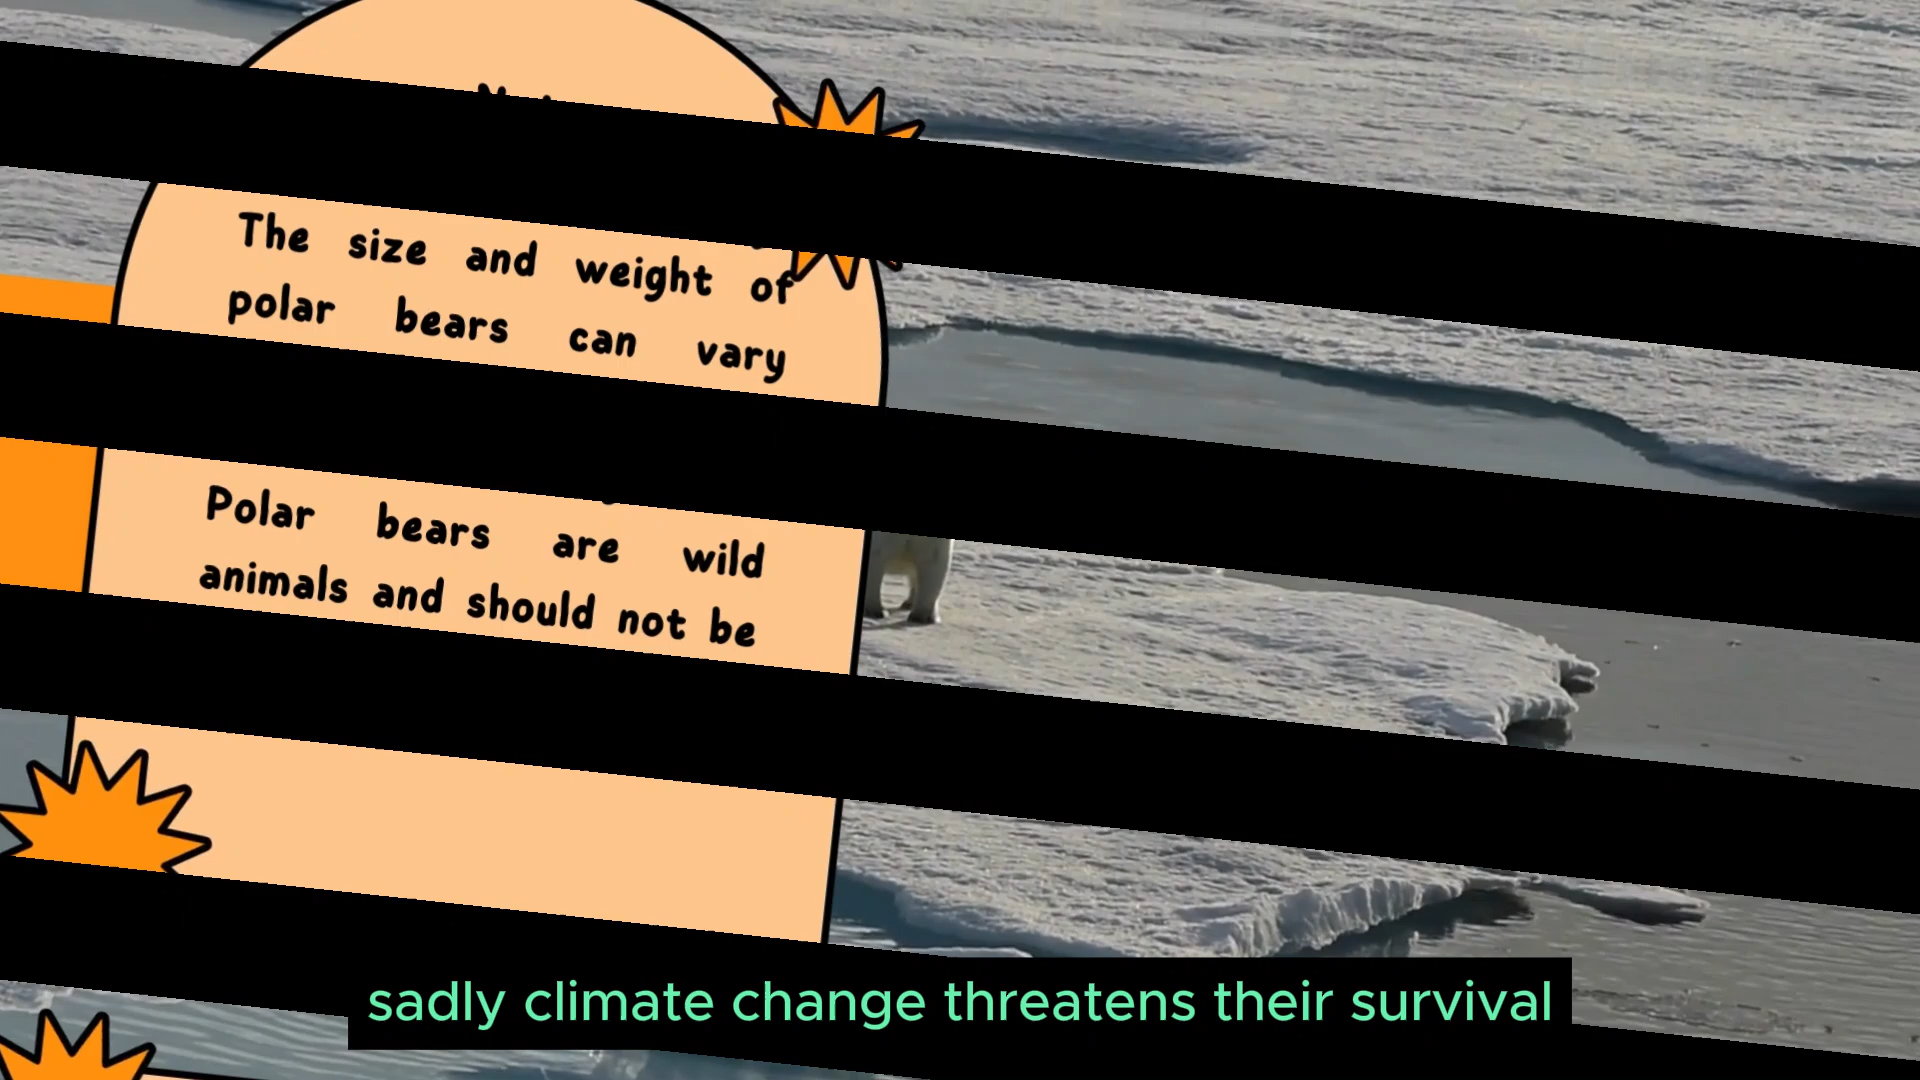 The size and weight of
polar bears can vary
Polar bears are wild
animals and should not be
sadly climate change threatens their survival